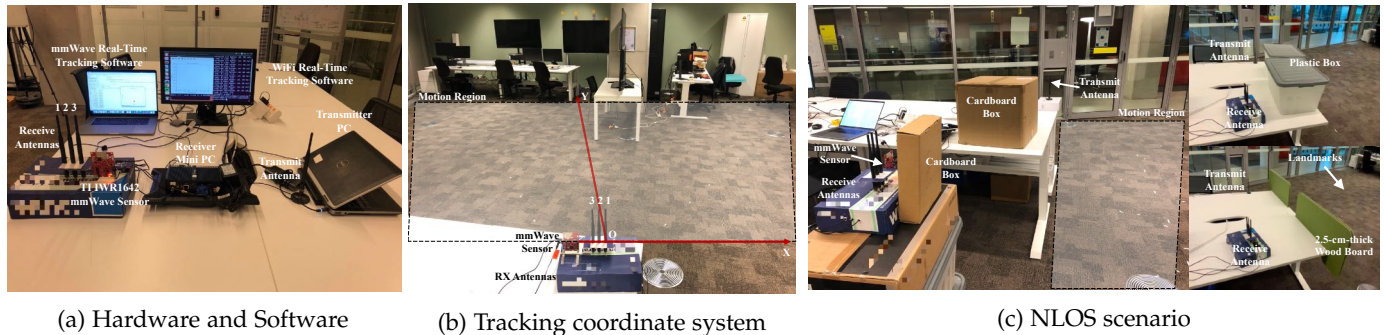 mmWave Real-Time
Tracking Software
WiFi Real-Time
Tracking Software
1 2 3
Receive
Antennas
Receiver
Mini PC
Transmitter
PC
Transmit
Antenna
TI IWR1642
mmWave Sensor
(a) Hardware and Software
Motion Region
Y
3 2 1
O
mmWave
Sensor
X
RX Antennas
(b) Tracking coordinate system
Cardboard
Box
Transmit
Antenna
Motion Region
mmWave
Sensor
Cardboard
Box
Receive
Antennas
Transmit
Antenna
Plastic Box
Receive
Antenna
Landmarks
Transmit
Antenna
2.5-cm-thick
Wood Board
Receive
Antenna
(c) NLOS scenario